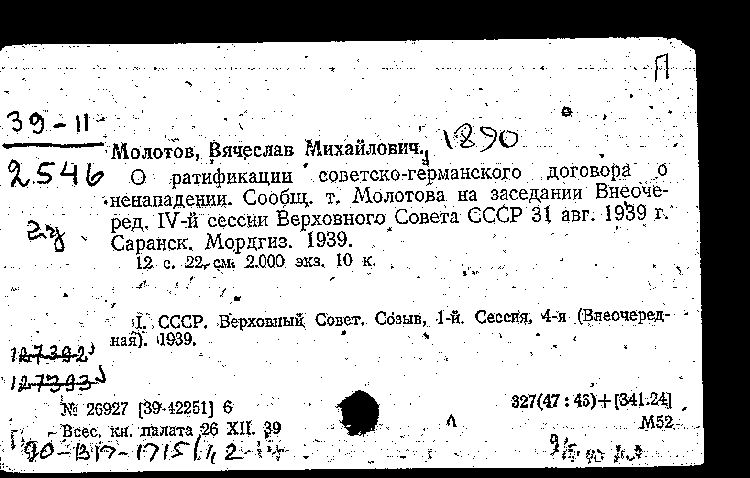 П
39-11
2546
Молотов, Вячеслав Михайлович, 1890
О ратификации советско-германского договора о
ненападении. Сообщ. т. Молотова на заседании Внеоче-
ред. IV-й сессии Верховного Совета СССР 31 авг. 1939 г.
Саранск. Мордгиз. 1939.
12 с. 22 см. 2.000 экз. 10 к.
I. СССР. Верховный Совет. Созыв, 1-й. Сессия, 4-я (Внеочеред-
ная). 1939.
127392
127393
№ 26927 [39-42251] 6
327(47:43)+[341.24]
Всес. кн. палата 26 XII. 39
М52